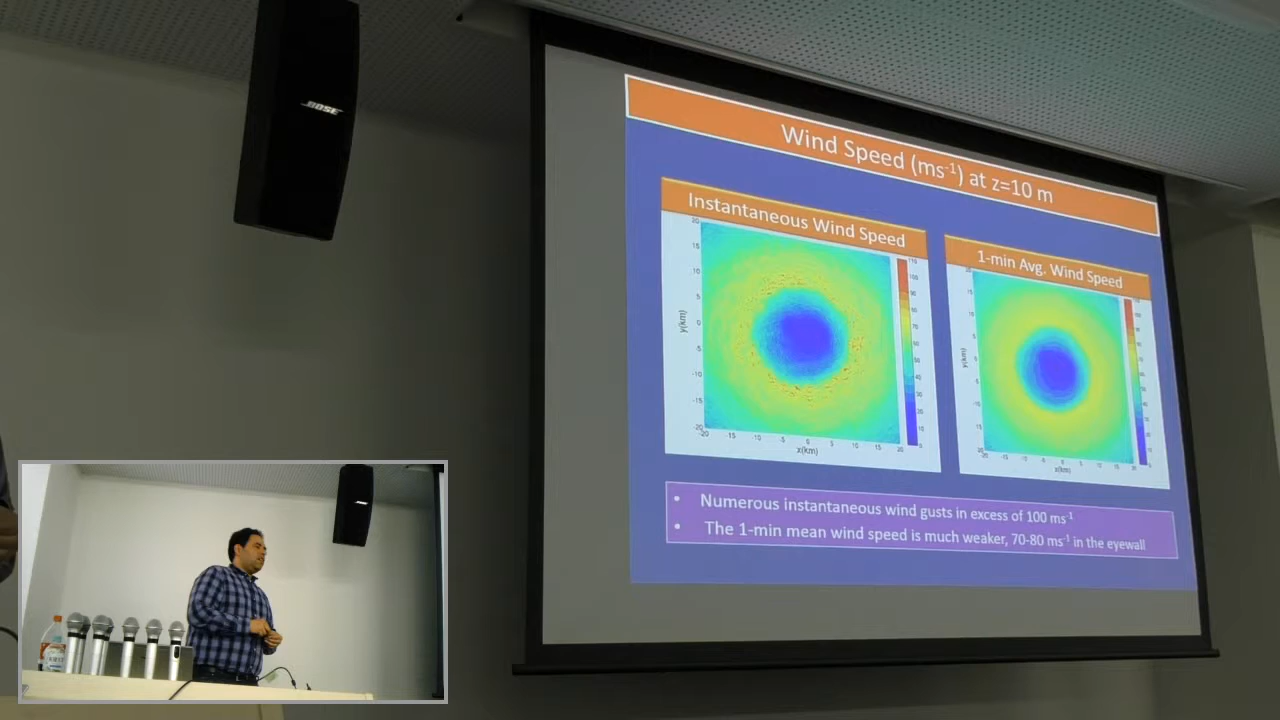 BOSE
Wind Speed (ms-1) at z=10 m
Instantaneous Wind Speed
1-min Avg. Wind Speed
y(km)
x(km)
y(km)
x(km)
• Numerous instantaneous wind gusts in excess of 100 ms-1
• The 1-min mean wind speed is much weaker, 70-80 ms-1 in the eyewall